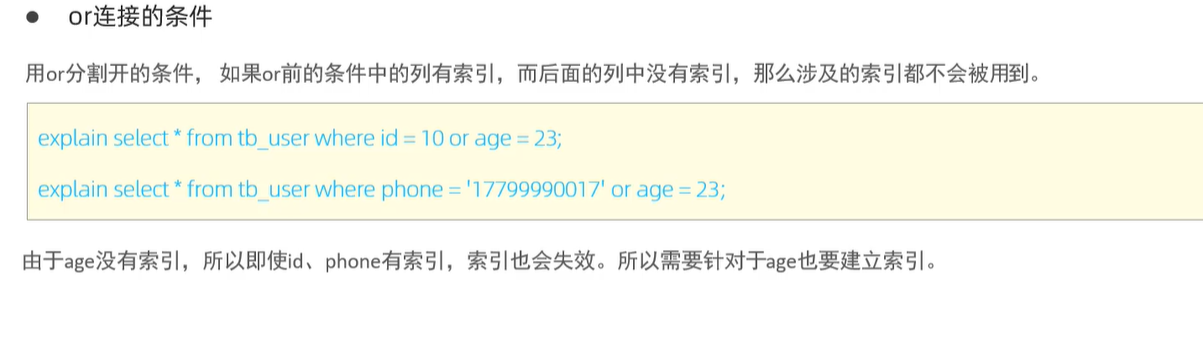 ● or连接的条件
用or分割开的条件， 如果or前的条件中的列有索引，而后面的列中没有索引，那么涉及的索引都不会被用到。
explain select * from tb_user where id = 10 or age = 23;
explain select * from tb_user where phone = '17799990017' or age = 23;
由于age没有索引，所以即使id、phone有索引，索引也会失效。所以需要针对于age也要建立索引。